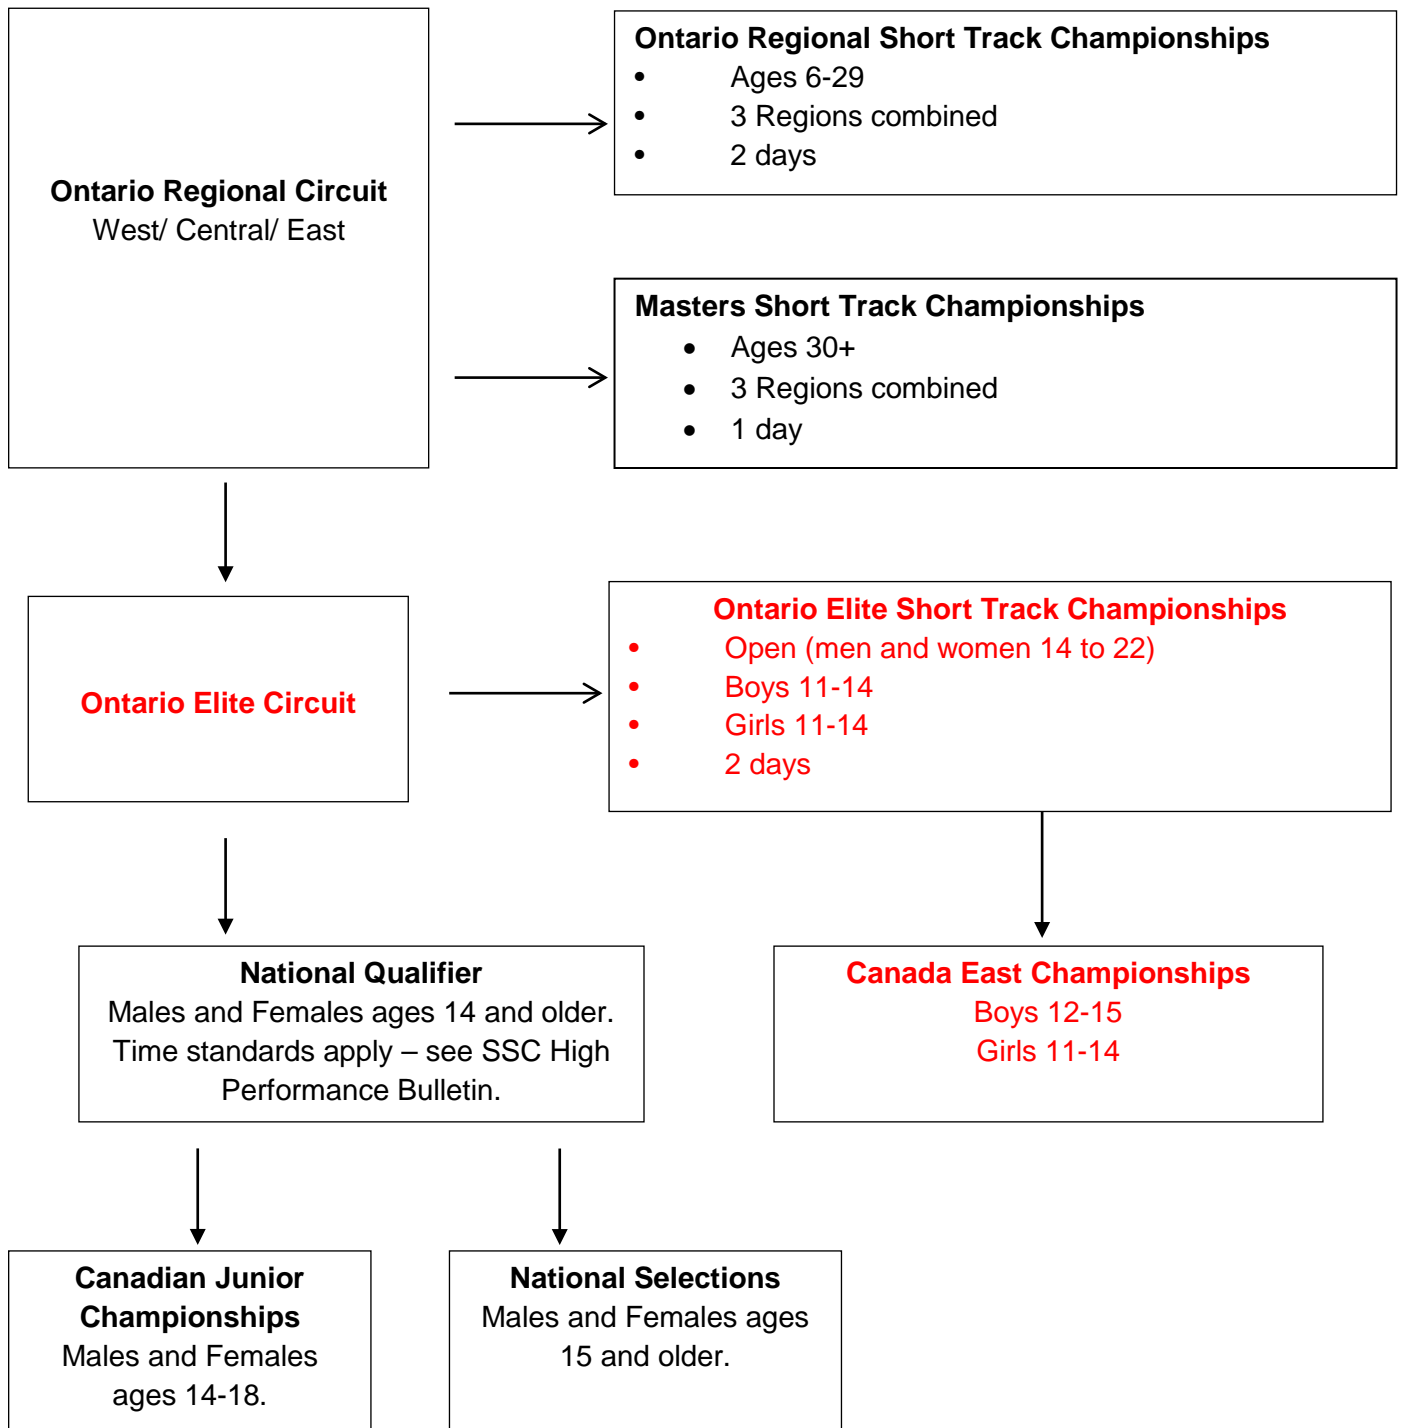 Ontario Regional Circuit
West/ Central/ East
Ontario Regional Short Track Championships
• Ages 6-29
• 3 Regions combined
• 2 days
Masters Short Track Championships
• Ages 30+
• 3 Regions combined
• 1 day
Ontario Elite Circuit
Ontario Elite Short Track Championships
• Open (men and women 14 to 22)
• Boys 11-14
• Girls 11-14
• 2 days
National Qualifier
Males and Females ages 14 and older.
Time standards apply – see SSC High
Performance Bulletin.
Canada East Championships
Boys 12-15
Girls 11-14
Canadian Junior
Championships
Males and Females
ages 14-18.
National Selections
Males and Females ages
15 and older.